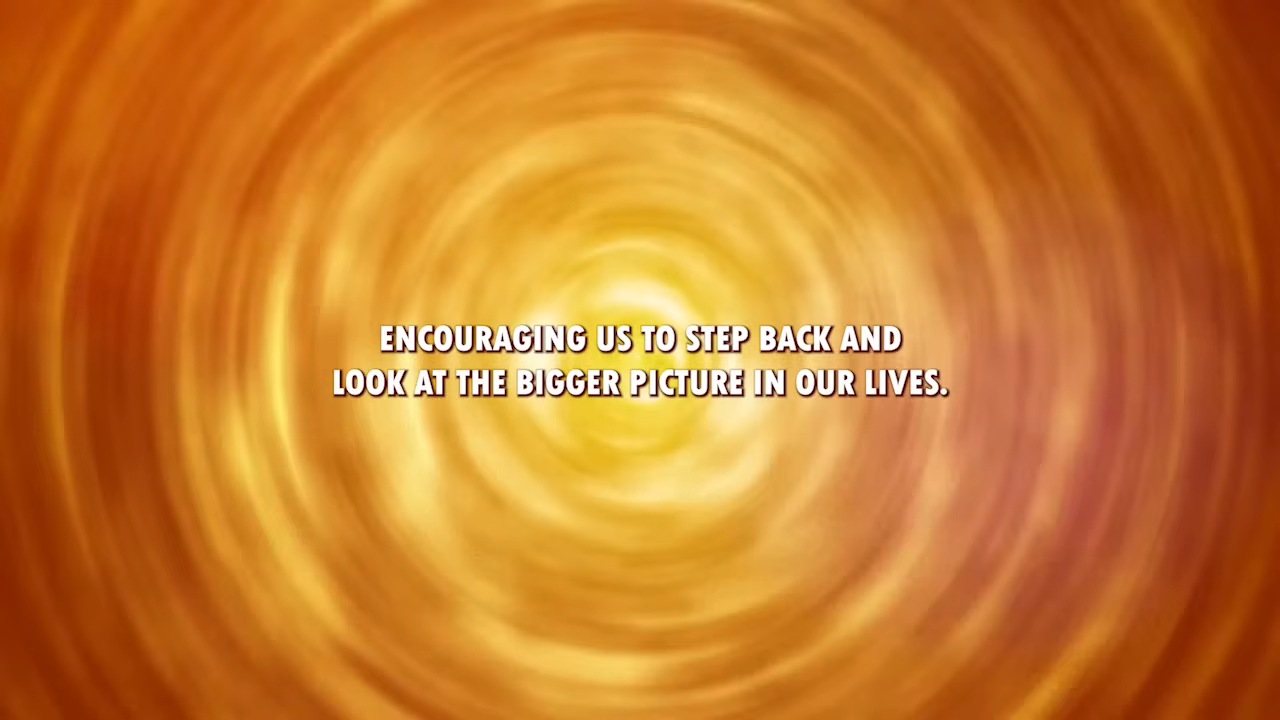 ENCOURAGING US TO STEP BACK AND
LOOK AT THE BIGGER PICTURE IN OUR LIVES.